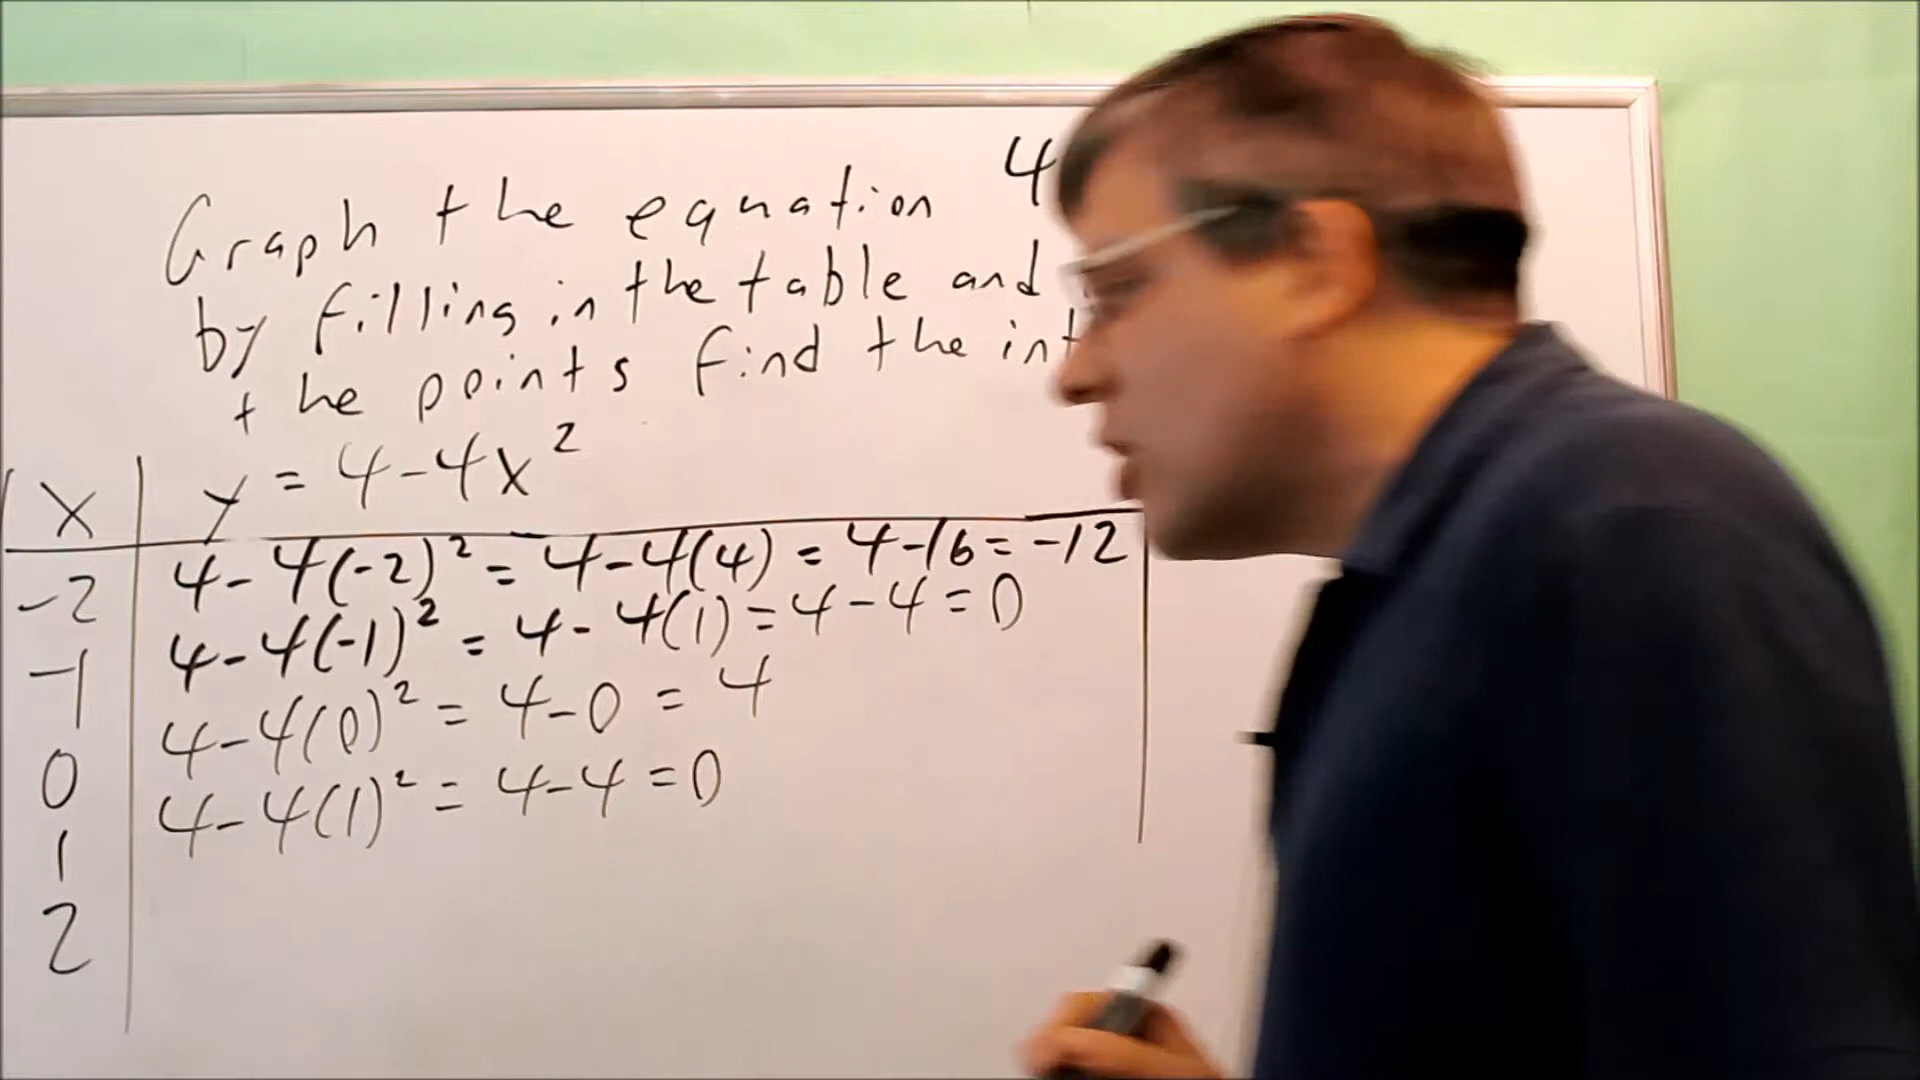 Graph the equation 4
by filling in the table and
the points find the int
x y = 4-4x²
-2 4-4(-2)² = 4-4(4) = 4-16=-12
-1 4-4(-1)² = 4-4(1)=4-4=0
0 4-4(0)² = 4-0 = 4
1 4-4(1)² = 4-4=0
2